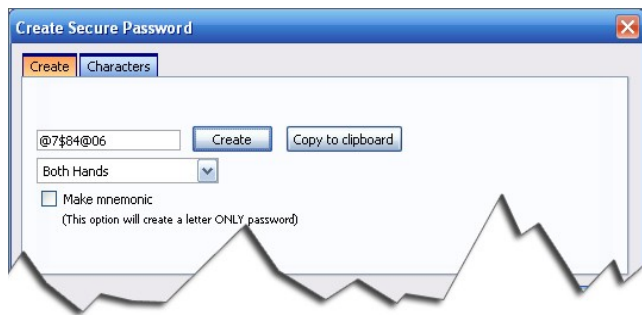 Create Secure Password
Create Characters
@7$84@06 Create Copy to clipboard
Both Hands
Make mnemonic
(This option will create a letter ONLY password)